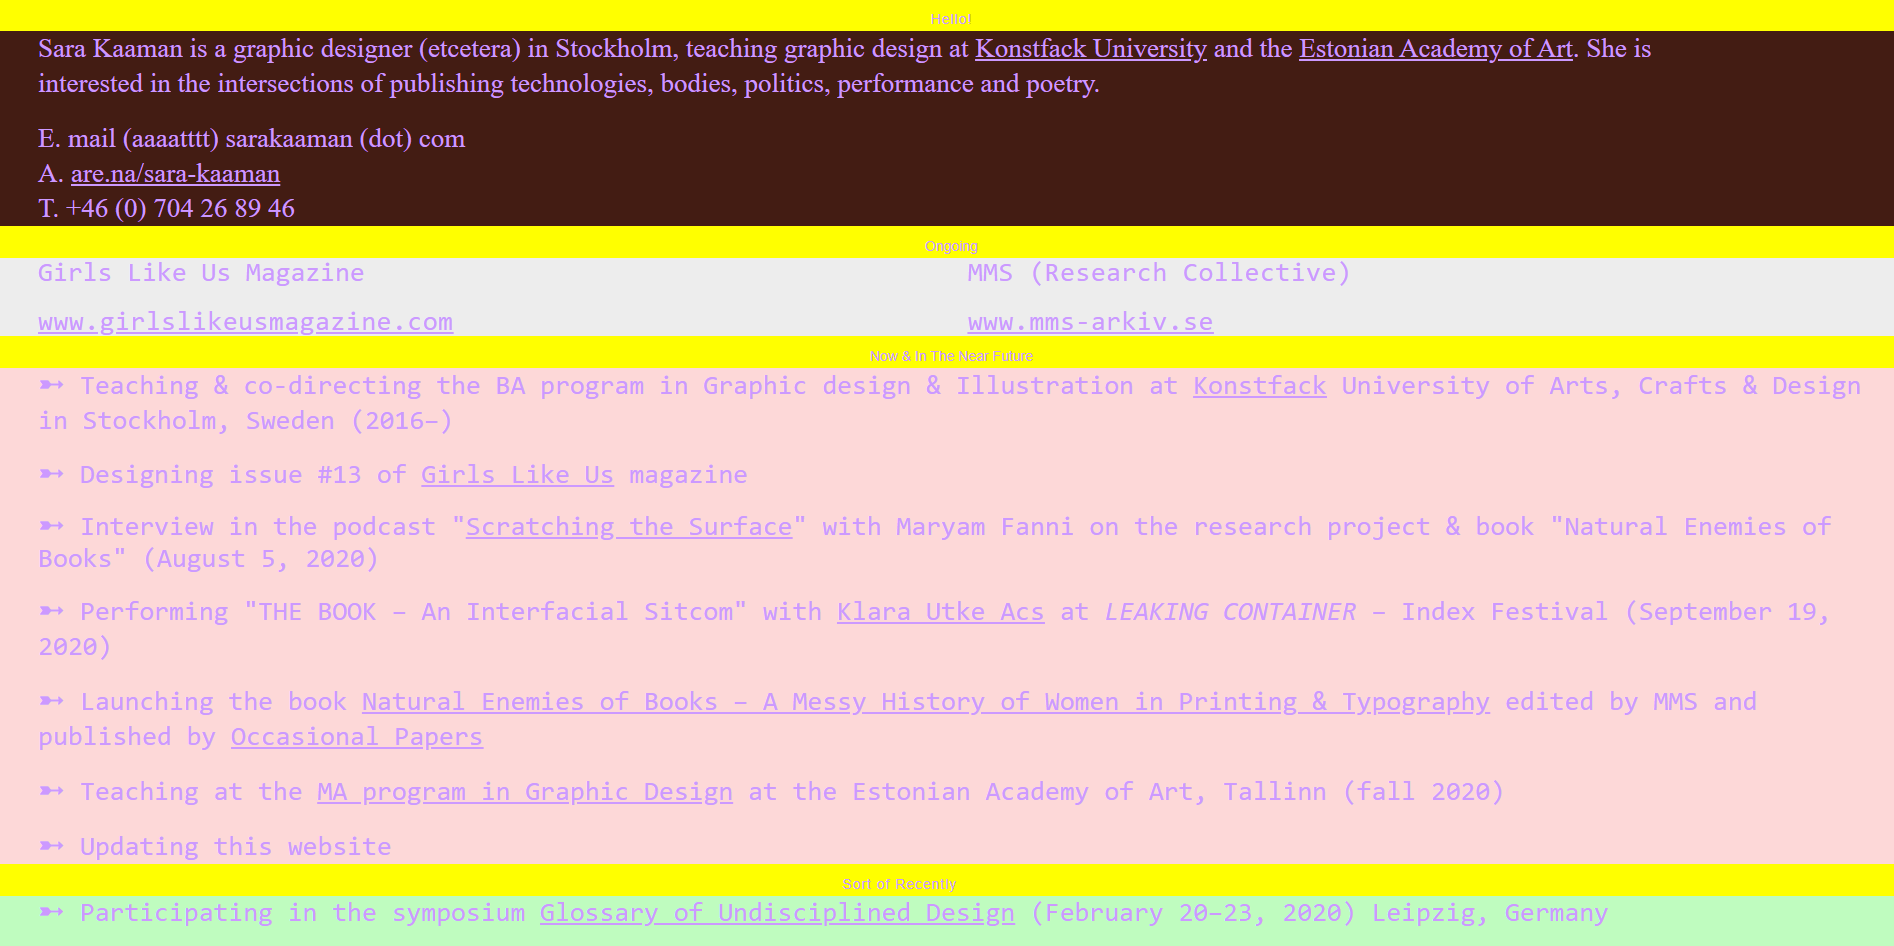 Hello!
Sara Kaaman is a graphic designer (etcetera) in Stockholm, teaching graphic design at Konstfack University and the Estonian Academy of Art. She is
interested in the intersections of publishing technologies, bodies, politics, performance and poetry.
E. mail (aaaatttt) sarakaaman (dot) com
A. are.na/sara-kaaman
T. +46 (0) 704 26 89 46
Ongoing
Girls Like Us Magazine
www.girlslikeusmagazine.com
MMS (Research Collective)
www.mms-arkiv.se
Now & In The Near Future
➳ Teaching & co-directing the BA program in Graphic design & Illustration at Konstfack University of Arts, Crafts & Design
in Stockholm, Sweden (2016–)
➳ Designing issue #13 of Girls Like Us magazine
➳ Interview in the podcast "Scratching the Surface" with Maryam Fanni on the research project & book "Natural Enemies of
Books" (August 5, 2020)
➳ Performing "THE BOOK – An Interfacial Sitcom" with Klara Utke Acs at LEAKING CONTAINER – Index Festival (September 19,
2020)
➳ Launching the book Natural Enemies of Books – A Messy History of Women in Printing & Typography edited by MMS and
published by Occasional Papers
➳ Teaching at the MA program in Graphic Design at the Estonian Academy of Art, Tallinn (fall 2020)
➳ Updating this website
Sort of Recently
➳ Participating in the symposium Glossary of Undisciplined Design (February 20–23, 2020) Leipzig, Germany